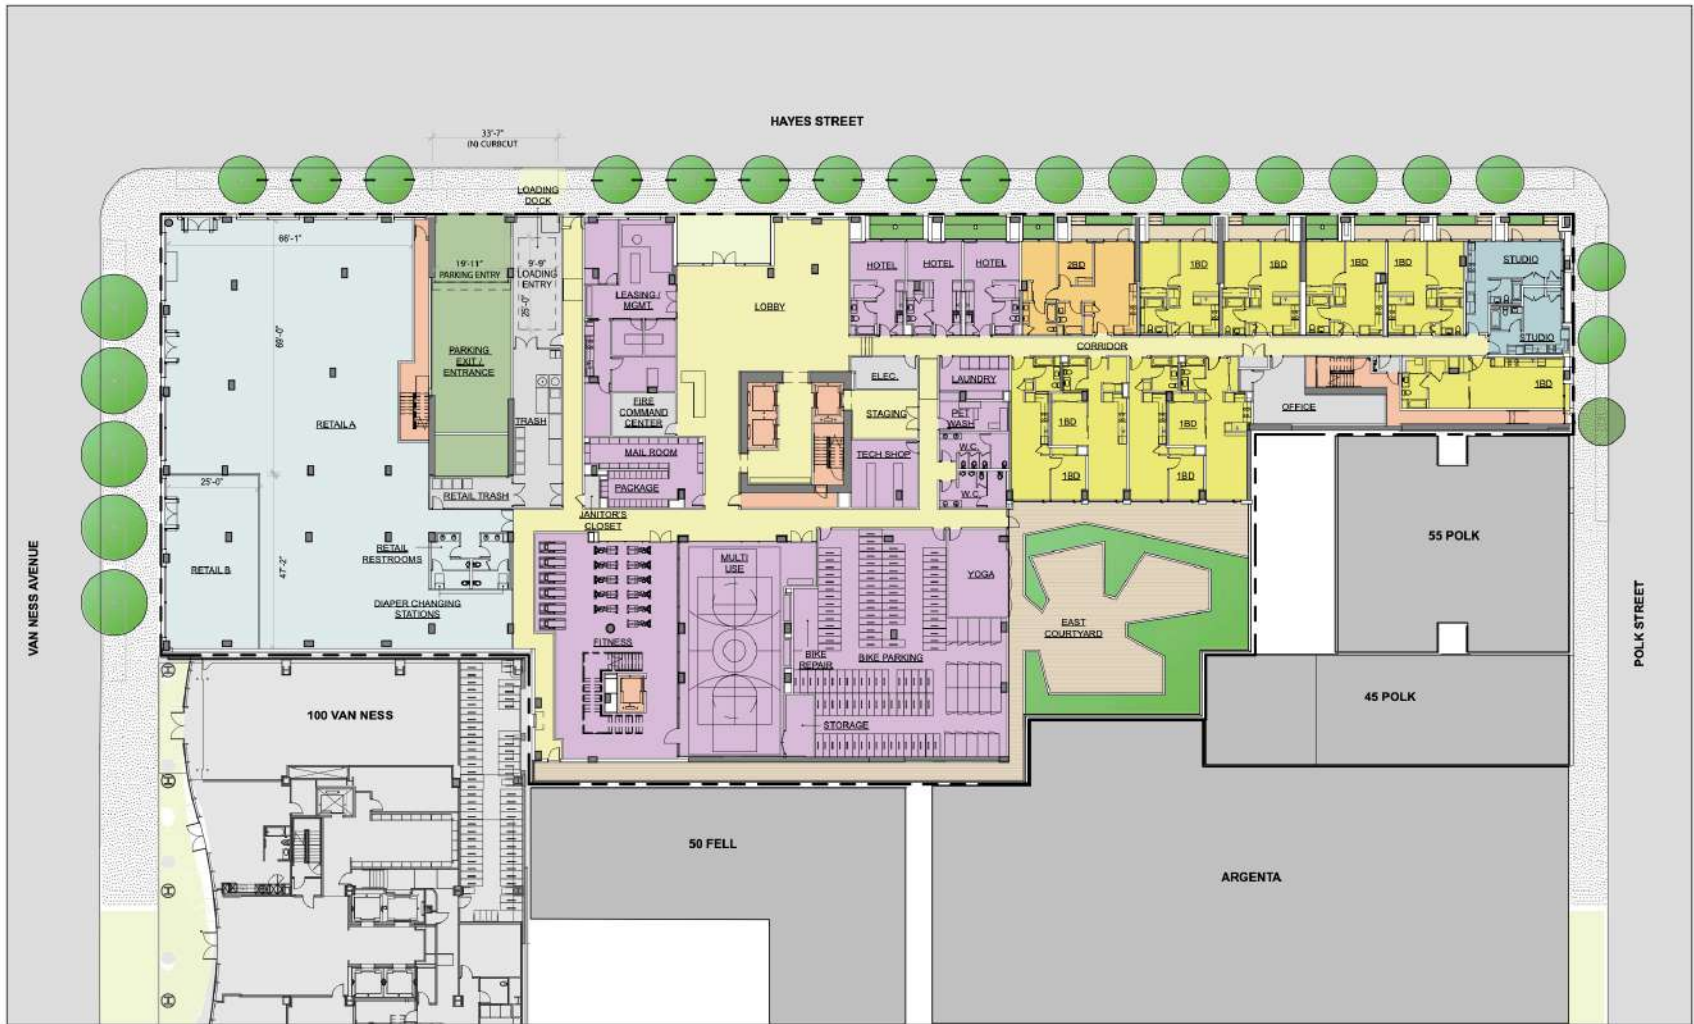 HAYES STREET
33'-7"
(N) CURBCUT
LOADING
DOCK
66'-1"
19'-11"
PARKING ENTRY
9'-9"
LOADING
ENTRY
25'-0"
LEASING /
MGMT.
LOBBY
HOTEL
HOTEL
HOTEL
2BD
1BD
1BD
1BD
1BD
STUDIO
STUDIO
69'-0"
PARKING
EXIT /
ENTRANCE
CORRIDOR
ELEC.
LAUNDRY
1BD
OFFICE
RETAIL A
TRASH
FIRE
COMMAND
CENTER
STAGING
PET
WASH
1BD
1BD
MAIL ROOM
TECH SHOP
W.C.
1BD
1BD
25'-0"
PACKAGE
RETAIL TRASH
W.C.
JANITOR'S
CLOSET
RETAIL
RESTROOMS
RETAIL B
47'-2"
MULTI
USE
YOGA
55 POLK
VAN NESS AVENUE
DIAPER CHANGING
STATIONS
FITNESS
EAST
COURTYARD
BIKE
REPAIR
BIKE PARKING
POLK STREET
45 POLK
100 VAN NESS
STORAGE
50 FELL
ARGENTA